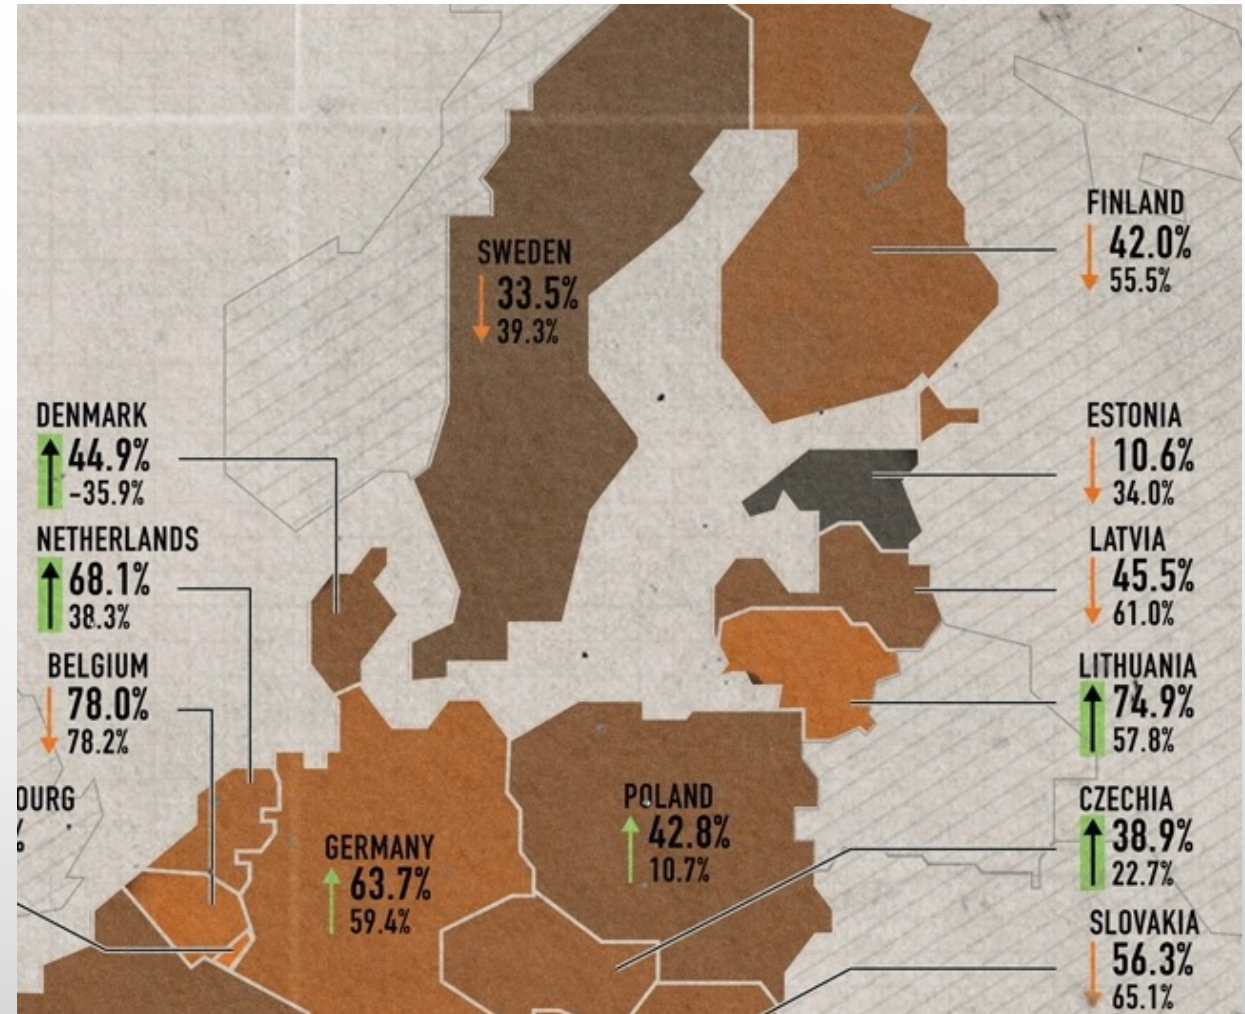 SWEDEN
33.5%
39.3%
FINLAND
42.0%
55.5%
DENMARK
44.9%
-35.9%
ESTONIA
10.6%
34.0%
NETHERLANDS
68.1%
38.3%
LATVIA
45.5%
61.0%
BELGIUM
78.0%
78.2%
LITHUANIA
74.9%
57.8%
OURG
%
POLAND
42.8%
10.7%
CZECHIA
38.9%
22.7%
GERMANY
63.7%
59.4%
SLOVAKIA
56.3%
65.1%